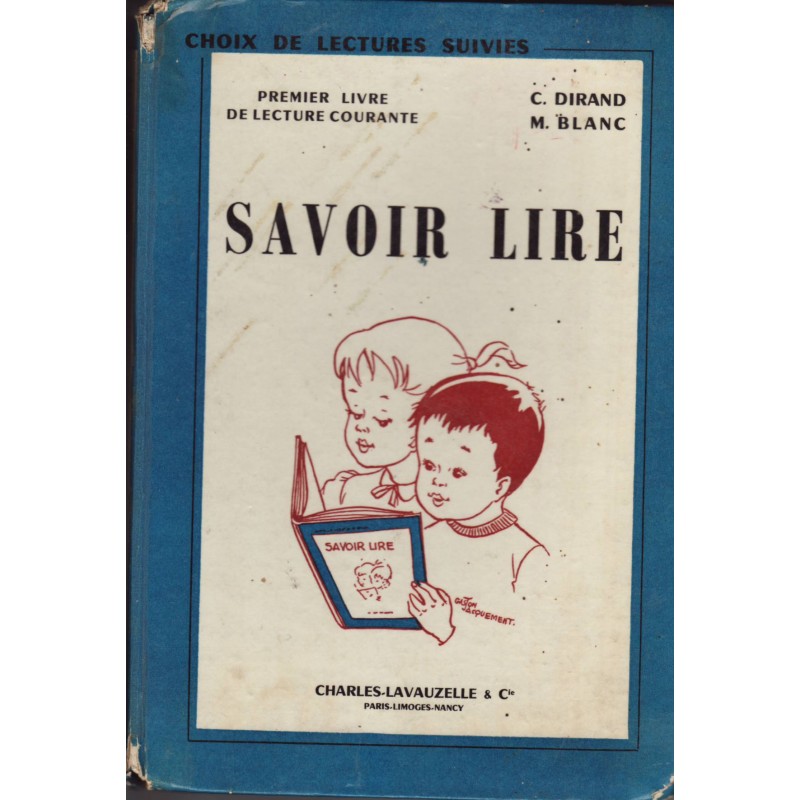 CHOIX DE LECTURES SUIVIES
PREMIER LIVRE
DE LECTURE COURANTE
C. DIRAND
M. BLANC
SAVOIR LIRE
SAVOIR LIRE
CHARLES-LAVAUZELLE & Cie
PARIS-LIMOGES-NANCY